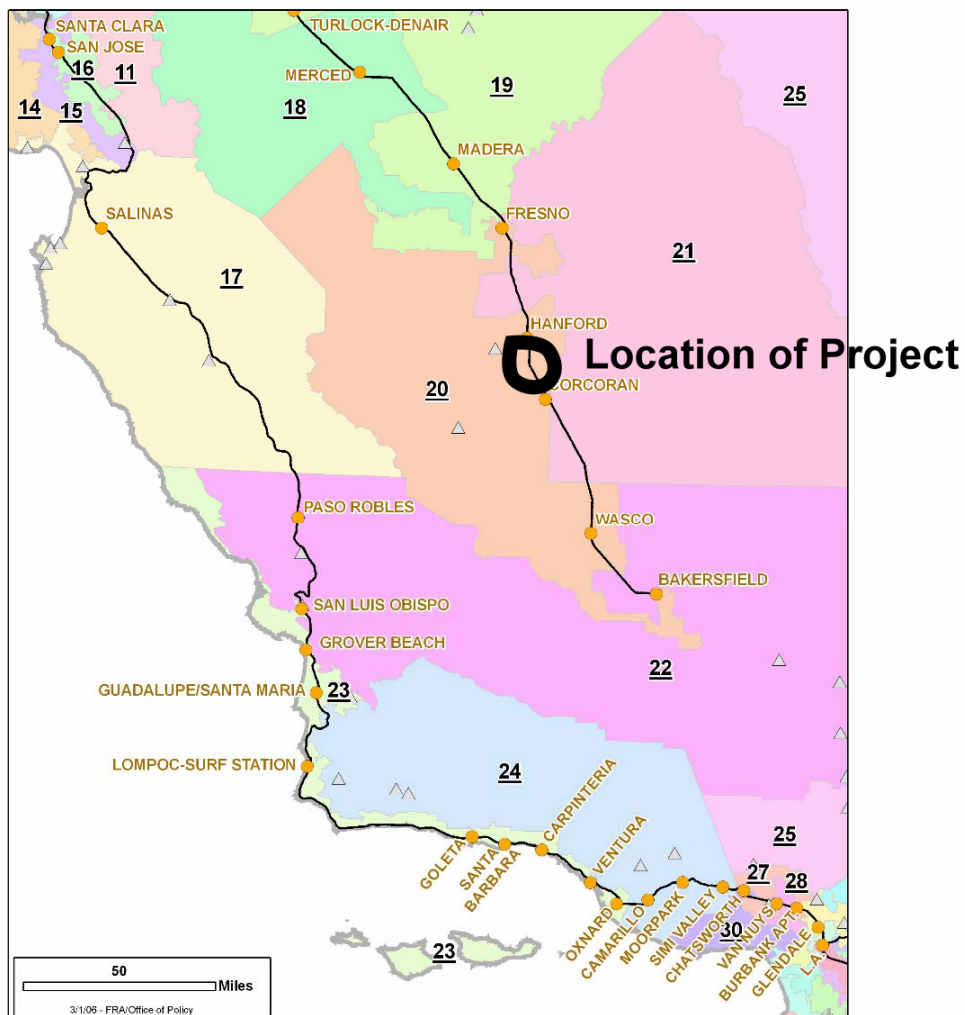 TURLOCK-DENAIR
SANTA CLARA
SAN JOSE
16
11
MERCED
19
25
14
15
18
MADERA
SALINAS
FRESNO
17
21
HANFORD
Location of Project
20
CORCORAN
PASO ROBLES
WASCO
BAKERSFIELD
SAN LUIS OBISPO
GROVER BEACH
22
GUADALUPE/SANTA MARIA
23
LOMPOC-SURF STATION
24
GOLETA
SANTA
BARBARA
CARPINTERIA
VENTURA
25
27
28
OXNARD
CAMARILLO
MOORPARK
SIMI VALLEY
CHATSWORTH
30
VAN NUYS
BURBANK APT.
GLENDALE
L.A.
23
50
Miles
3/1/06 - FRA/Office of Policy